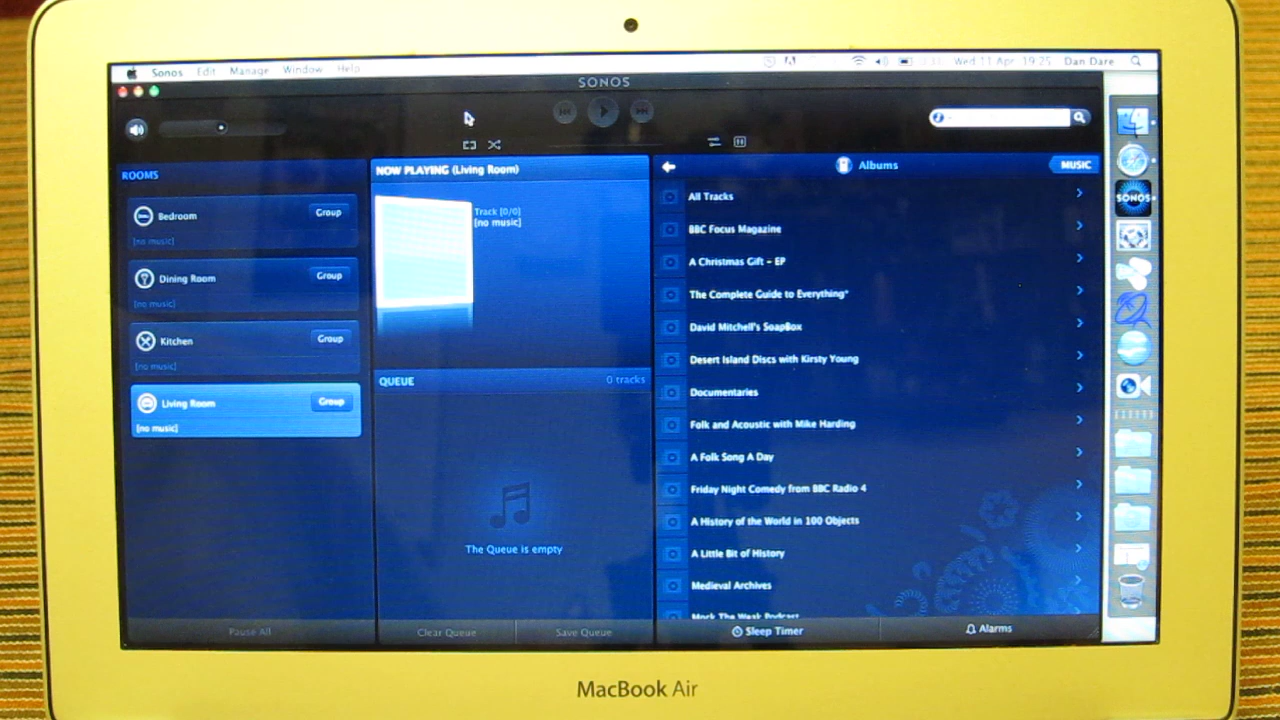 Sonos Edit Manage Window Help
Wed 11 Apr 19:25 Dan Dare
SONOS
ROOMS
Bedroom
Group
[no music]
Dining Room
Group
[no music]
Kitchen
Group
[no music]
Living Room
Group
[no music]
Pause All
NOW PLAYING (Living Room)
Track [0/0]
[no music]
QUEUE
0 tracks
The Queue is empty
Clear Queue
Save Queue
Albums
MUSIC
All Tracks
BBC Focus Magazine
A Christmas Gift - EP
The Complete Guide to Everything*
David Mitchell's SoapBox
Desert Island Discs with Kirsty Young
Documentaries
Folk and Acoustic with Mike Harding
A Folk Song A Day
Friday Night Comedy from BBC Radio 4
A History of the World in 100 Objects
A Little Bit of History
Medieval Archives
Mock The Weak Podcast
Sleep Timer
Alarms
SONOS
MacBook Air